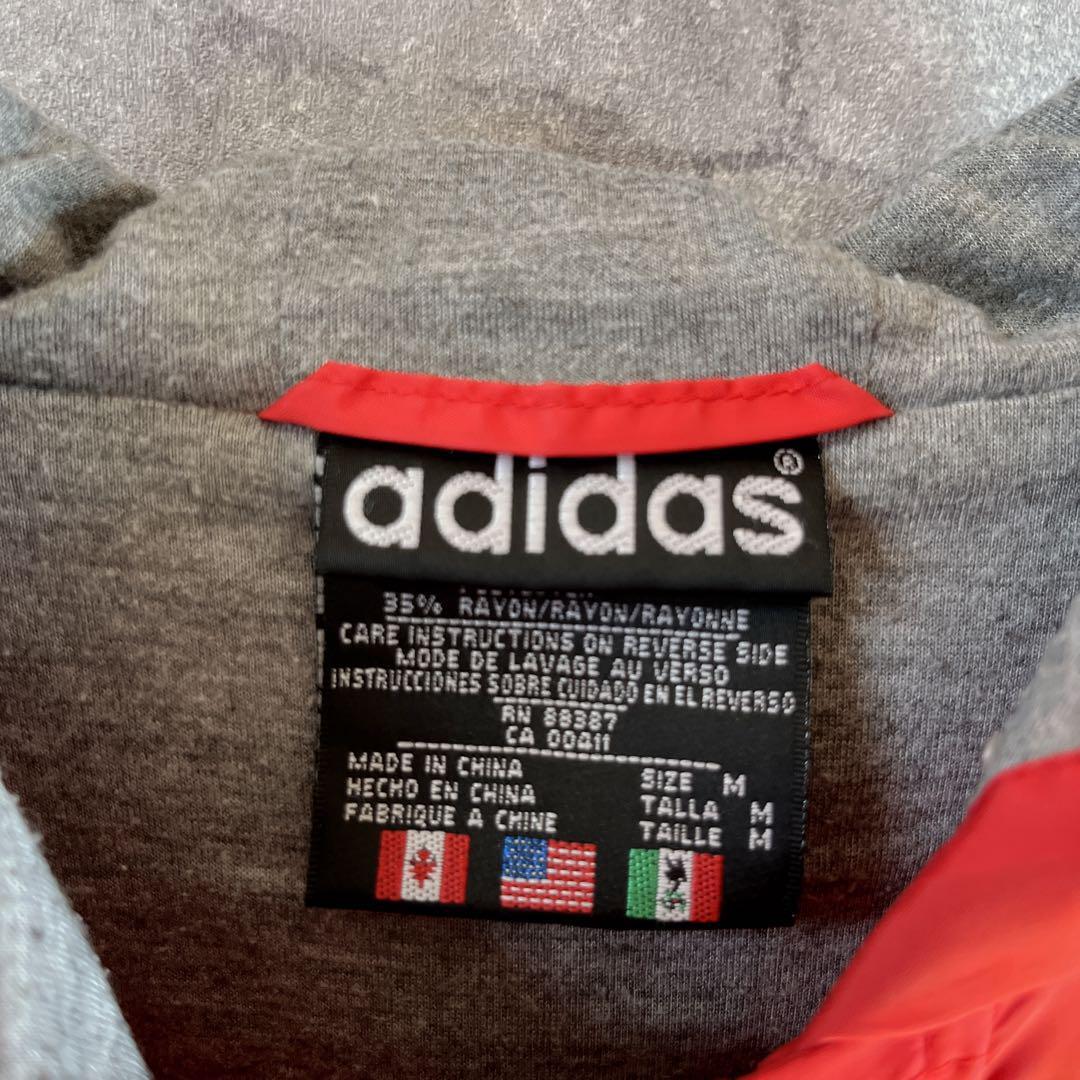 adidas®
35% RAYON/RAYON/RAYONNE
CARE INSTRUCTIONS ON REVERSE SIDE
MODE DE LAVAGE AU VERSO
INSTRUCCIONES SOBRE CUIDADO EN EL REVERSO
RN 88387
CA 00A11
MADE IN CHINA
HECHO EN CHINA
FABRIQUE A CHINE
SIZE M
TALLA M
TAILLE M